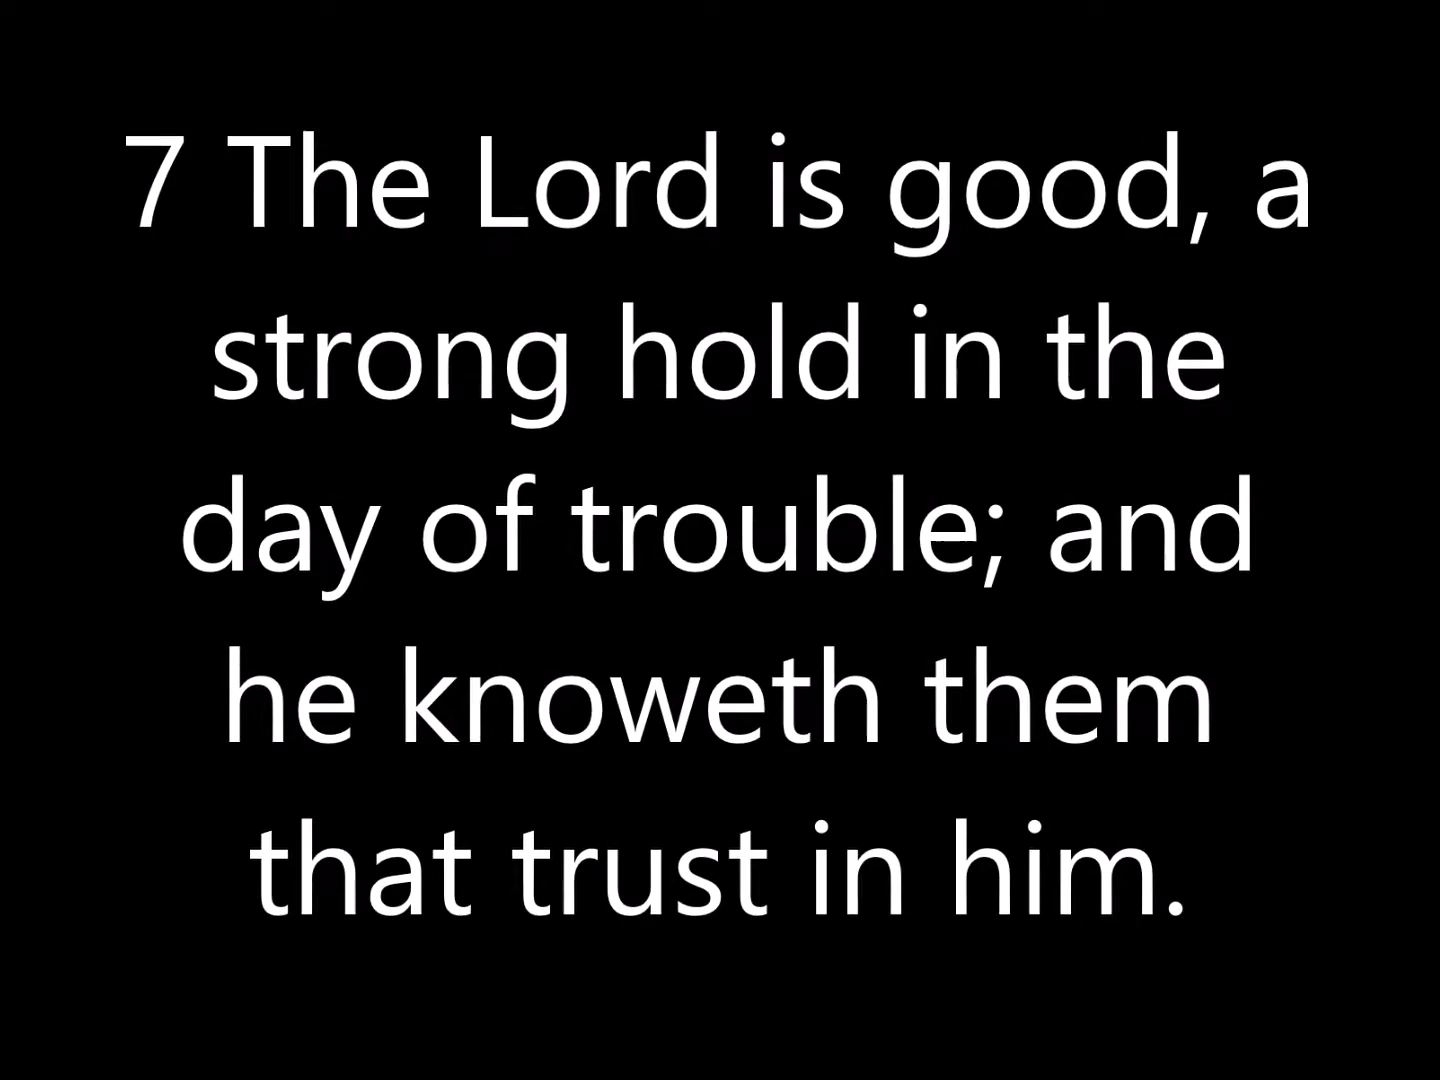 7 The Lord is good, a
strong hold in the
day of trouble; and
he knoweth them
that trust in him.